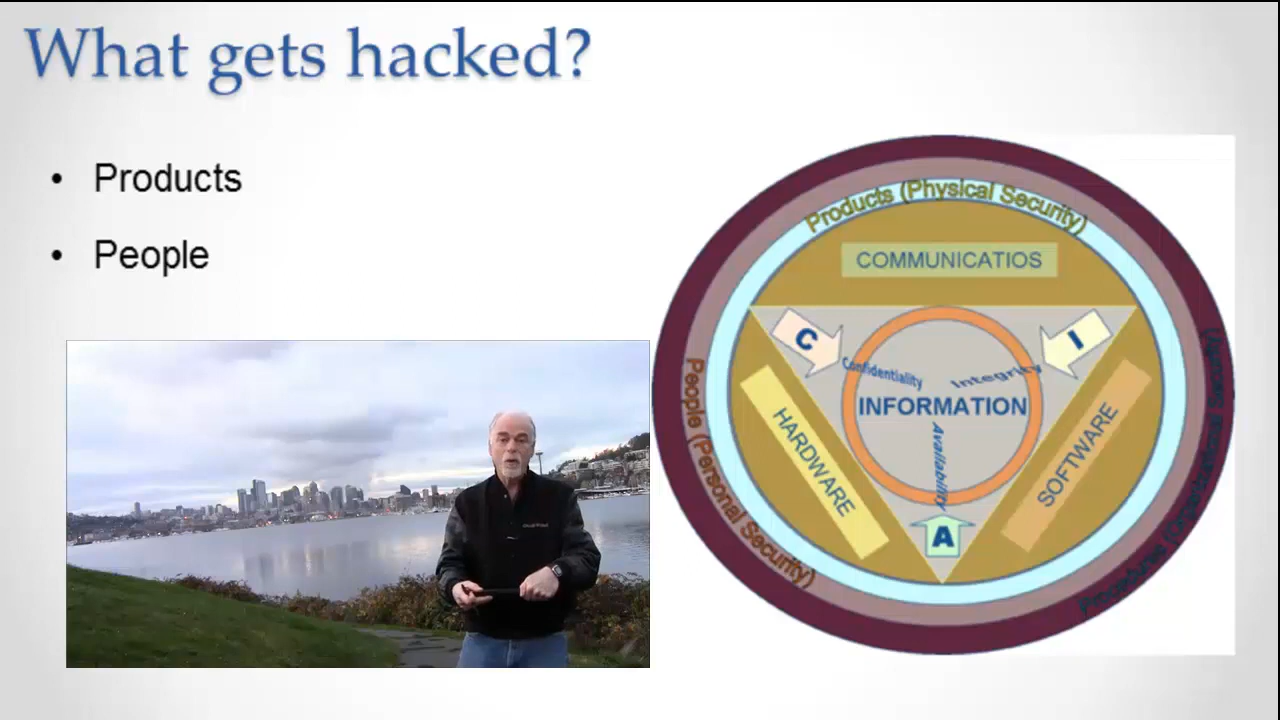 What gets hacked?
• Products
• People
Products (Physical Security)
COMMUNICATIOS
C
I
Confidentiality
Integrity
INFORMATION
Availability
A
HARDWARE
SOFTWARE
People (Personal Security)
Procedures (Organizational Security)